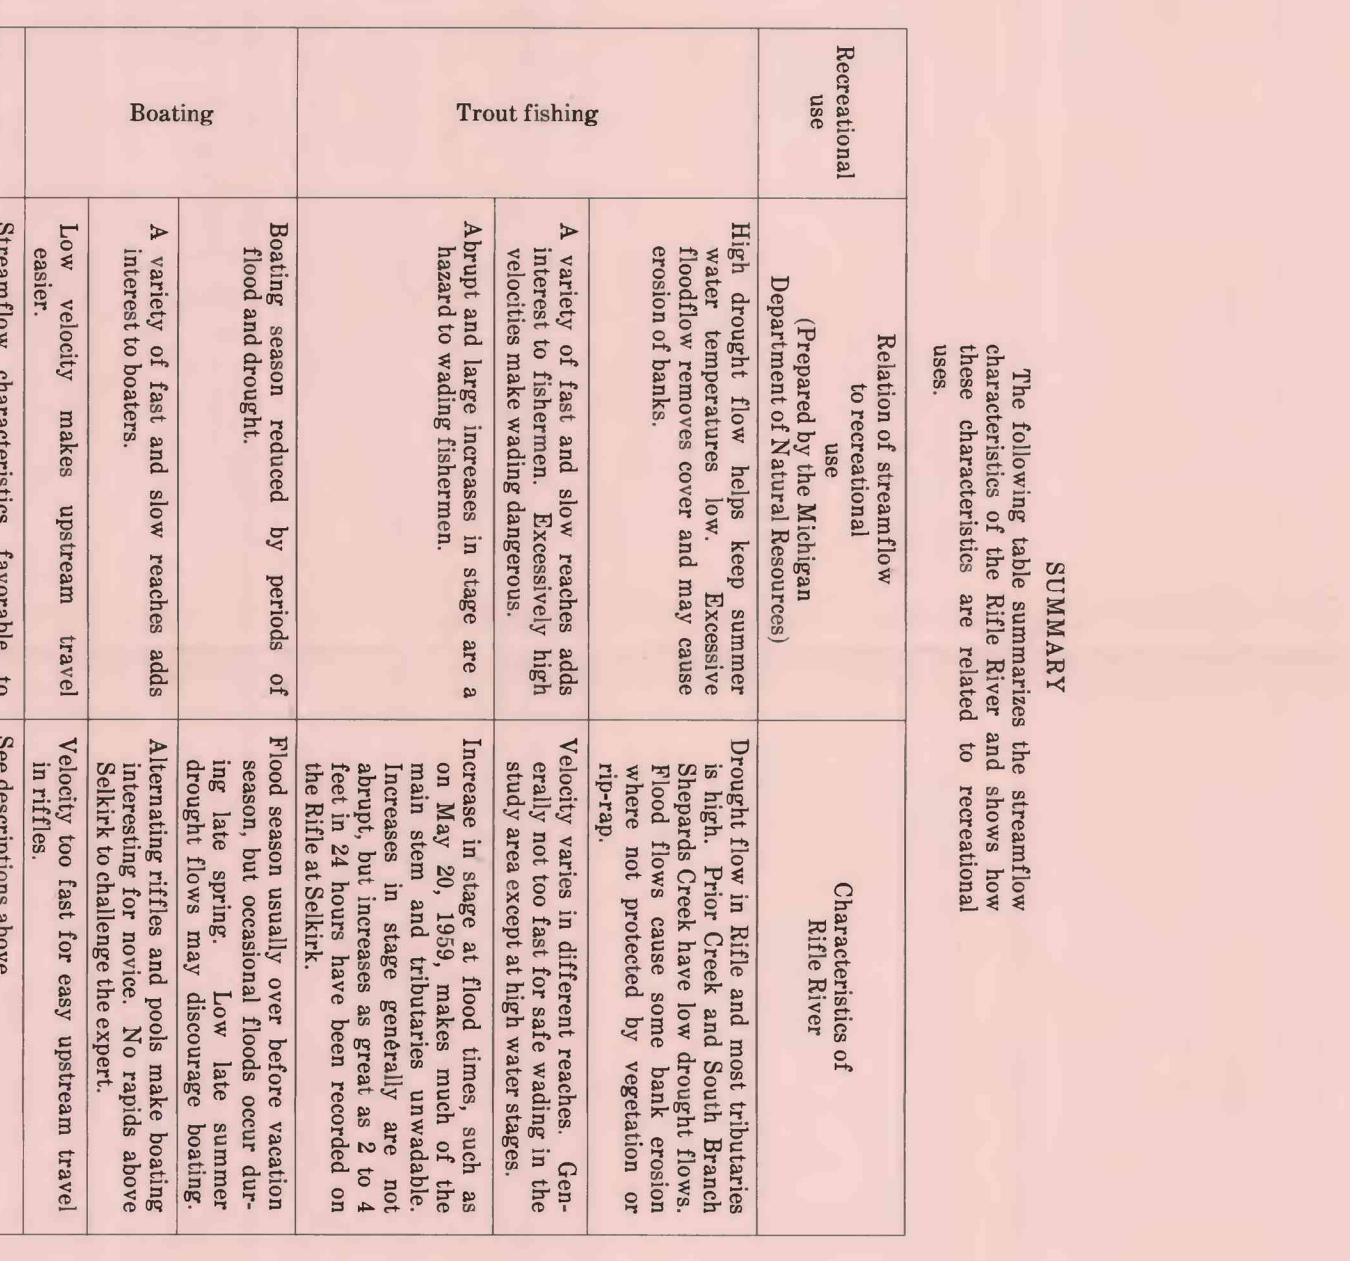 SUMMARY
The following table summarizes the streamflow
characteristics of the Rifle River and shows how
these characteristics are related to recreational
uses.
Recreational
use
Relation of streamflow
to recreational
use
(Prepared by the Michigan
Department of Natural Resources)
Characteristics of
Rifle River
Trout fishing
High drought flow helps keep summer
water temperatures low. Excessive
floodflow removes cover and may cause
erosion of banks.
Drought flow in Rifle and most tributaries
is high. Prior Creek and South Branch
Shepards Creek have low drought flows.
Flood flows cause some bank erosion
where not protected by vegetation or
rip-rap.
A variety of fast and slow reaches adds
interest to fishermen. Excessively high
velocities make wading dangerous.
Velocity varies in different reaches. Gen-
erally not too fast for safe wading in the
study area except at high water stages.
Abrupt and large increases in stage are a
hazard to wading fishermen.
Increase in stage at flood times, such as
on May 20, 1959, makes much of the
main stem and tributaries unwadable.
Increases in stage generally are not
abrupt, but increases as great as 2 to 4
feet in 24 hours have been recorded on
the Rifle at Selkirk.
Boating
Boating season reduced by periods of
flood and drought.
Flood season usually over before vacation
season, but occasional floods occur dur-
ing late spring. Low late summer
drought flows may discourage boating.
A variety of fast and slow reaches adds
interest to boaters.
Alternating riffles and pools make boating
interesting for novice. No rapids above
Selkirk to challenge the expert.
Low velocity makes upstream travel
easier.
Velocity too fast for easy upstream travel
in riffles.
Streamflow characteristics favorable to
See descriptions above